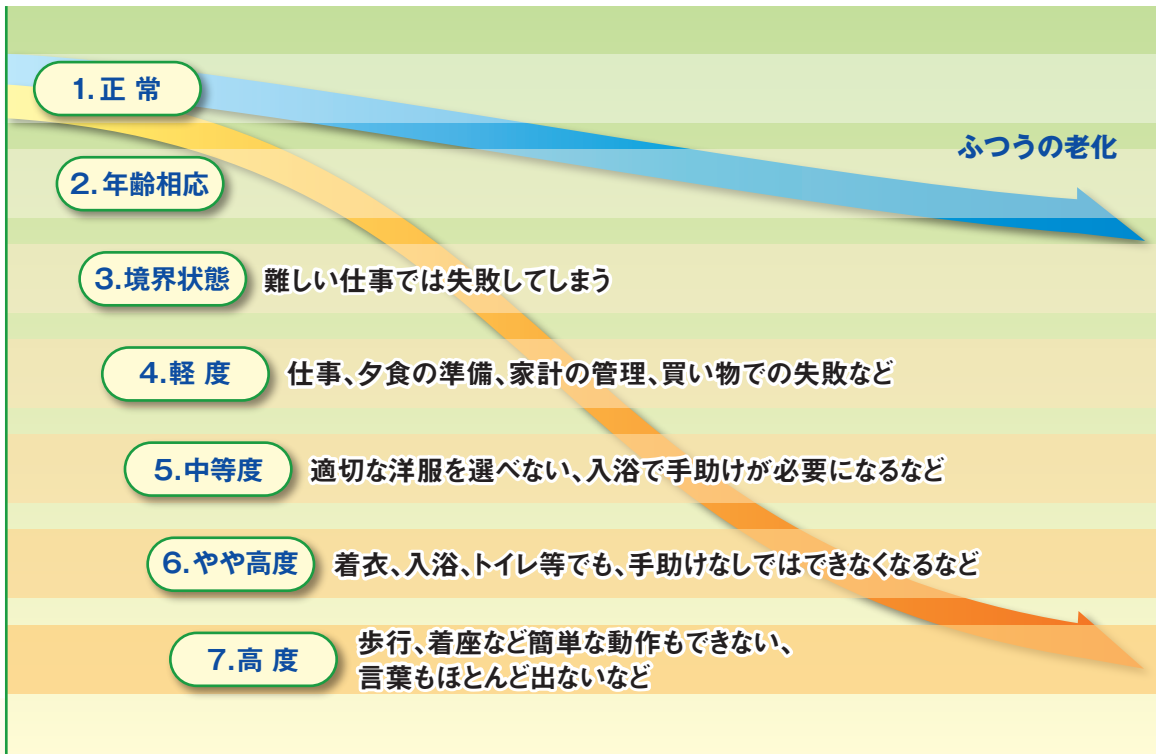 1.正 常
ふつうの老化
2.年齢相応
3.境界状態 難しい仕事では失敗してしまう
4.軽 度 仕事、夕食の準備、家計の管理、買い物での失敗など
5.中等度 適切な洋服を選べない、入浴で手助けが必要になるなど
6.やや高度 着衣、入浴、トイレ等でも、手助けなしではできなくなるなど
7.高 度 歩行、着座など簡単な動作もできない、
言葉もほとんど出ないなど